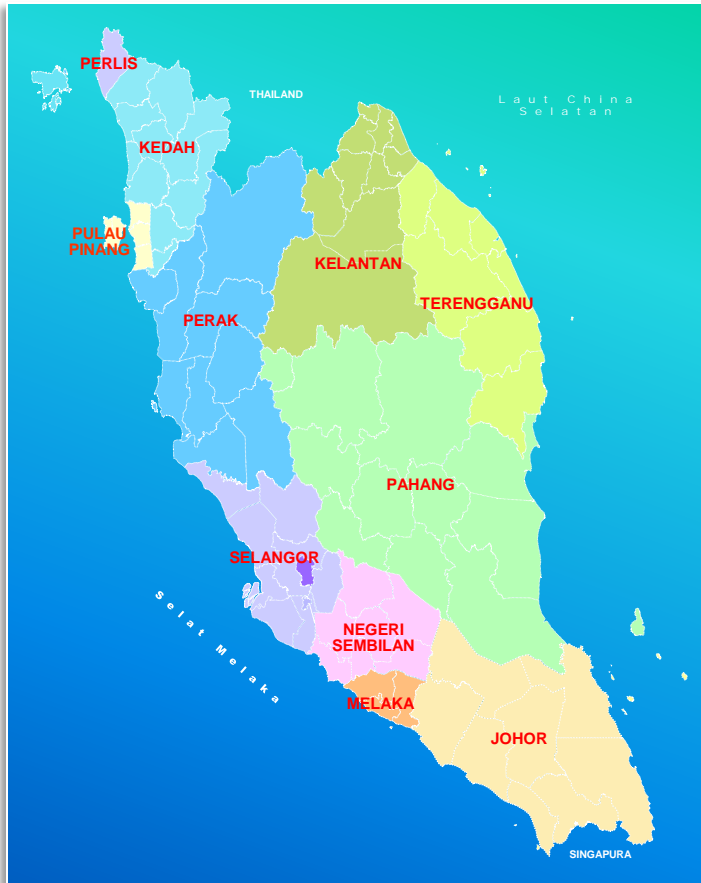 PERLIS
THAILAND
Laut China
Selatan
KEDAH
PULAU
PINANG
KELANTAN
TERENGGANU
PERAK
PAHANG
SELANGOR
Selat Melaka
NEGERI
SEMBILAN
MELAKA
JOHOR
SINGAPURA